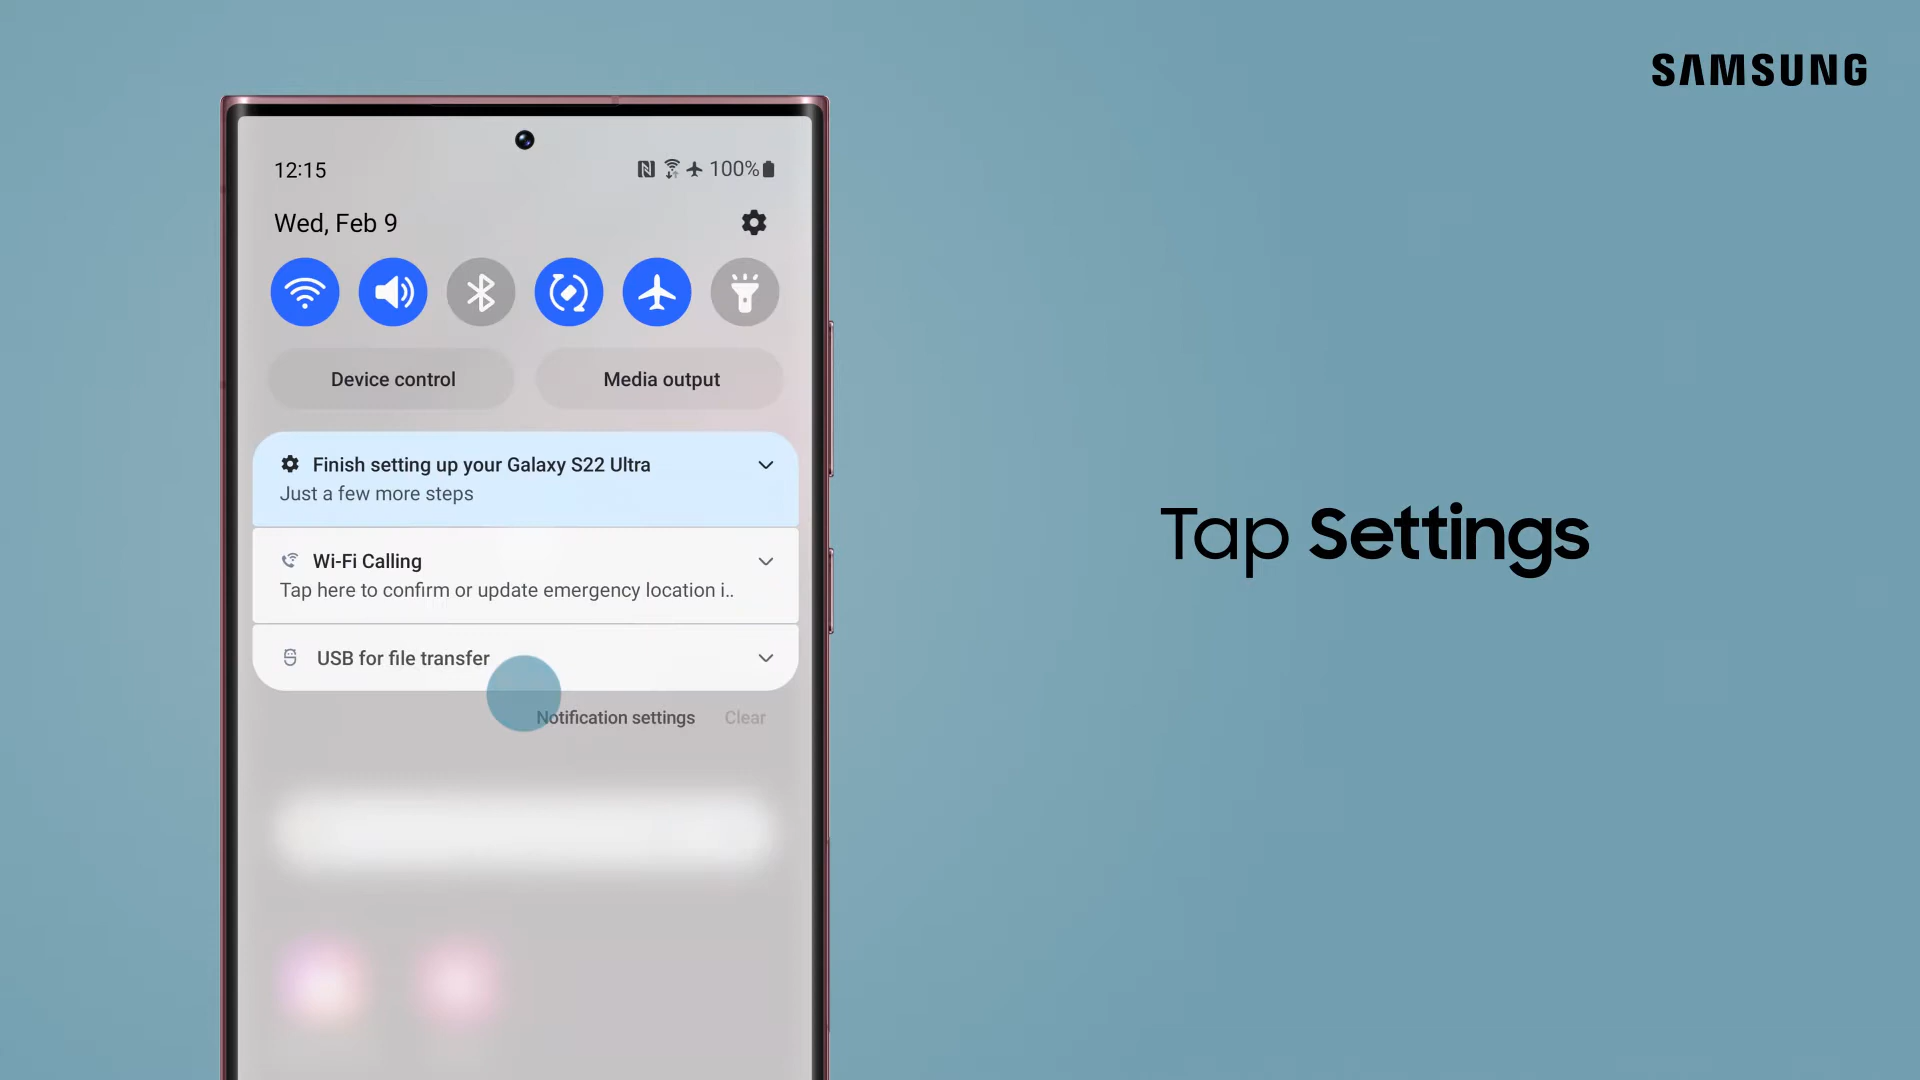 SAMSUNG
12:15
100%
Wed, Feb 9
Device control
Media output
Finish setting up your Galaxy S22 Ultra
Just a few more steps
Wi-Fi Calling
Tap here to confirm or update emergency location i..
USB for file transfer
Notification settings
Clear
Tap Settings